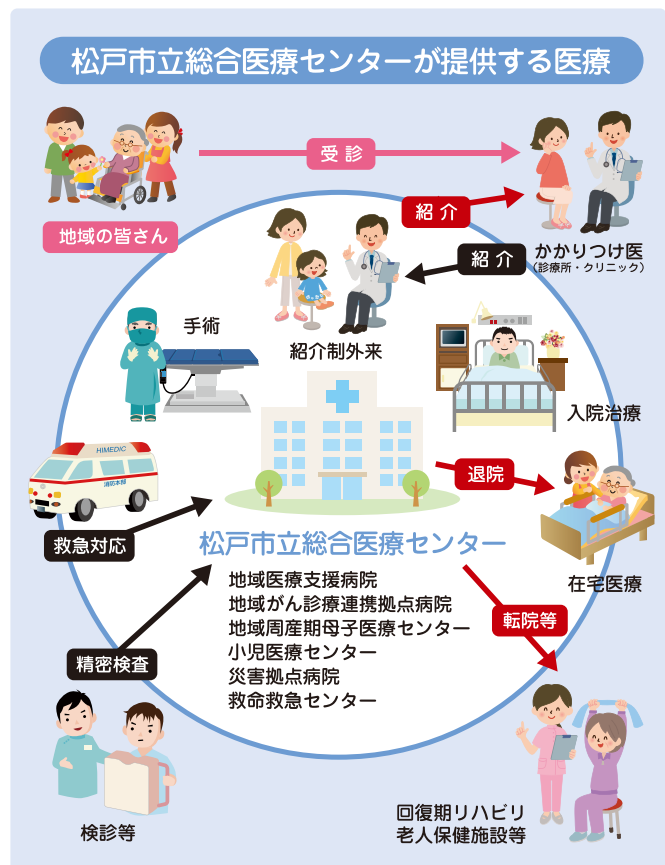 松戸市立総合医療センターが提供する医療
受診
地域の皆さん
紹介
かかりつけ医
(診療所・クリニック)
紹介
紹介制外来
手術
入院治療
HIMEDIC
消防本部
救急対応
退院
在宅医療
松戸市立総合医療センター
地域医療支援病院
地域がん診療連携拠点病院
地域周産期母子医療センター
小児医療センター
災害拠点病院
救命救急センター
転院等
精密検査
検診等
回復期リハビリ
老人保健施設等